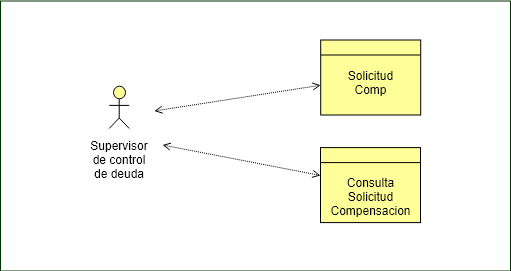 Solicitud
Comp
Supervisor
de control
de deuda
Consulta
Solicitud
Compensacion